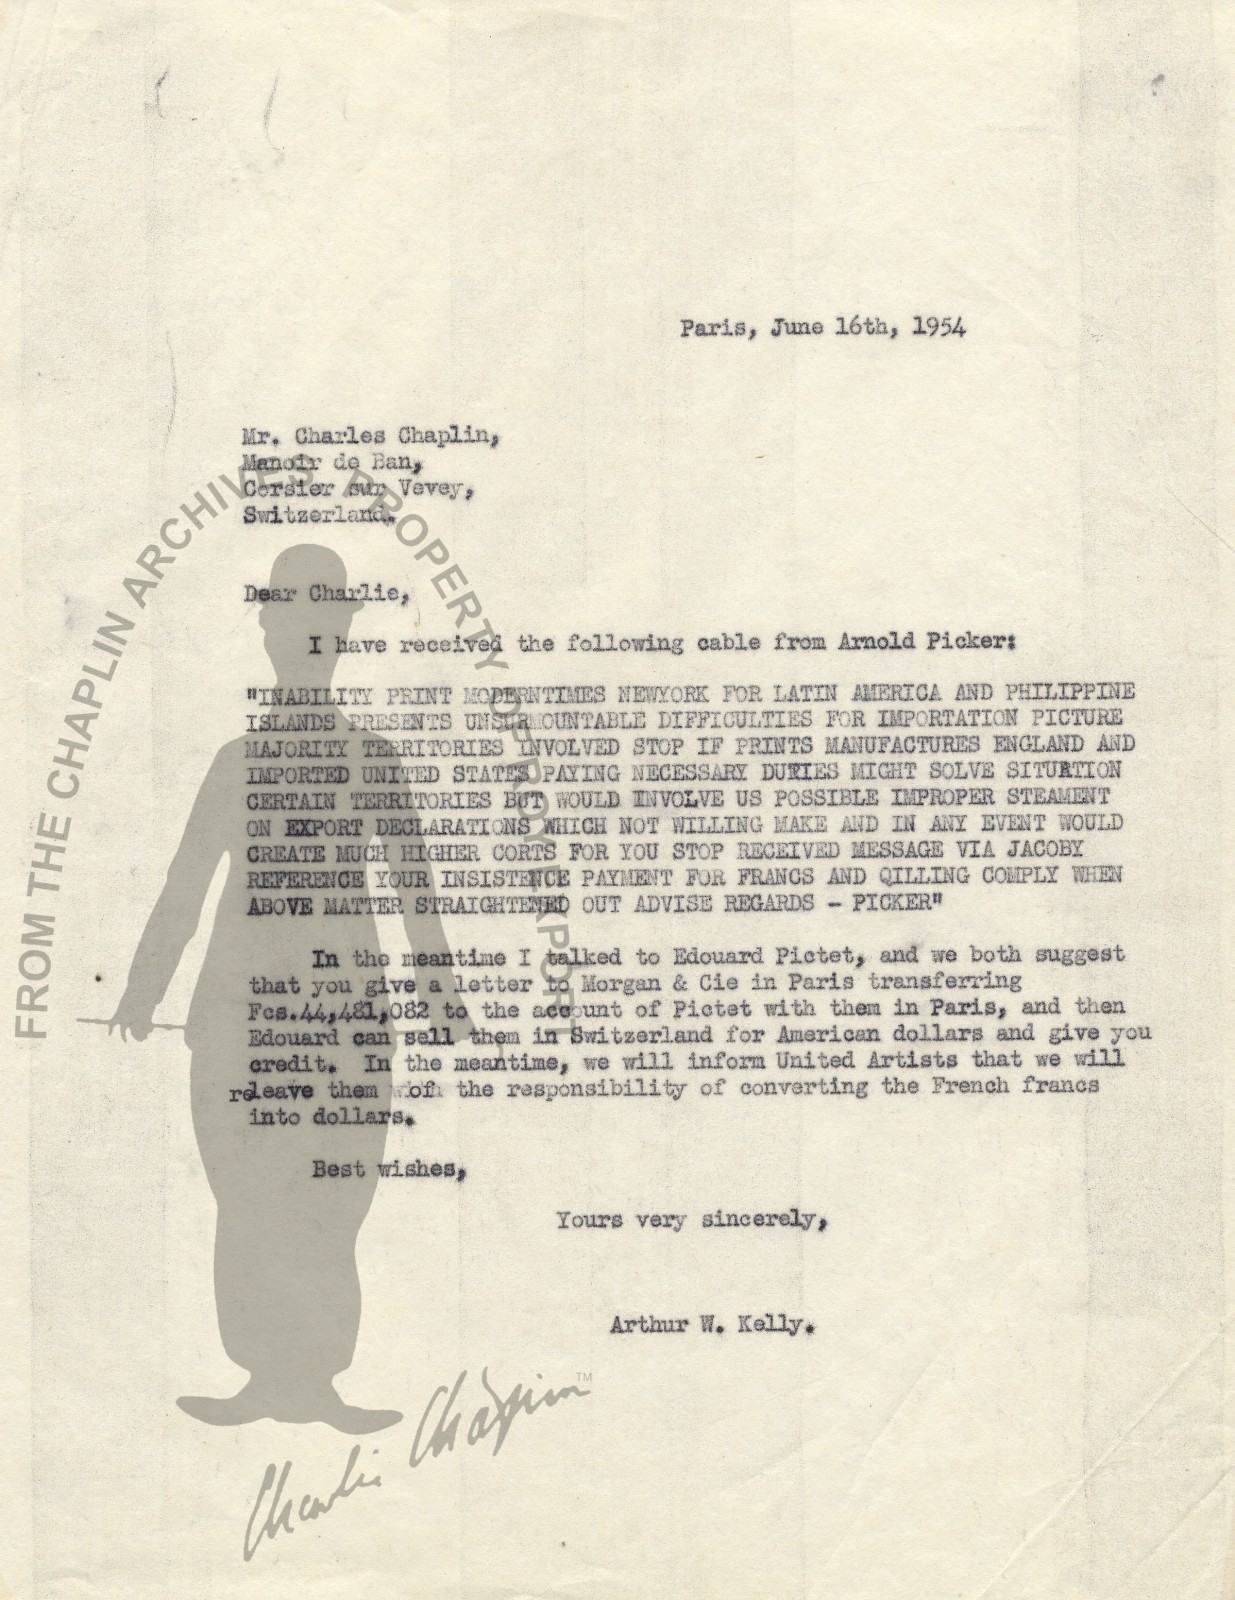 Paris, June 16th, 1954
Mr. Charles Chaplin,
Manoir de Ban,
Corsier sur Vevey,
Switzerland.
Dear Charlie,
I have received the following cable from Arnold Picker:
"INABILITY PRINT MODERNTIMES NEWYORK FOR LATIN AMERICA AND PHILIPPINE
ISLANDS PRESENTS UNSURMOUNTABLE DIFFICULTIES FOR IMPORTATION PICTURE
MAJORITY TERRITORIES INVOLVED STOP IF PRINTS MANUFACTURES ENGLAND AND
IMPORTED UNITED STATES PAYING NECESSARY DUTIES MIGHT SOLVE SITUATION
CERTAIN TERRITORIES BUT WOULD INVOLVE US POSSIBLE IMPROPER STEAMENT
ON EXPORT DECLARATIONS WHICH NOT WILLING MAKE AND IN ANY EVENT WOULD
CREATE MUCH HIGHER CORTS FOR YOU STOP RECEIVED MESSAGE VIA JACOBY
REFERENCE YOUR INSISTENCE PAYMENT FOR FRANCS AND QILLING COMPLY WHEN
ABOVE MATTER STRAIGHTENED OUT ADVISE REGARDS - PICKER"
In the meantime I talked to Edouard Pictet, and we both suggest
that you give a letter to Morgan & Cie in Paris transferring
Fcs.44,481,082 to the account of Pictet with them in Paris, and then
Edouard can sell them in Switzerland for American dollars and give you
credit. In the meantime, we will inform United Artists that we will
releave them of the responsibility of converting the French francs
into dollars.
Best wishes,
Yours very sincerely,
Arthur W. Kelly.
FROM THE CHAPLIN ARCHIVES PROPERTY OF ROY EXPORT
Charlie Chaplin TM